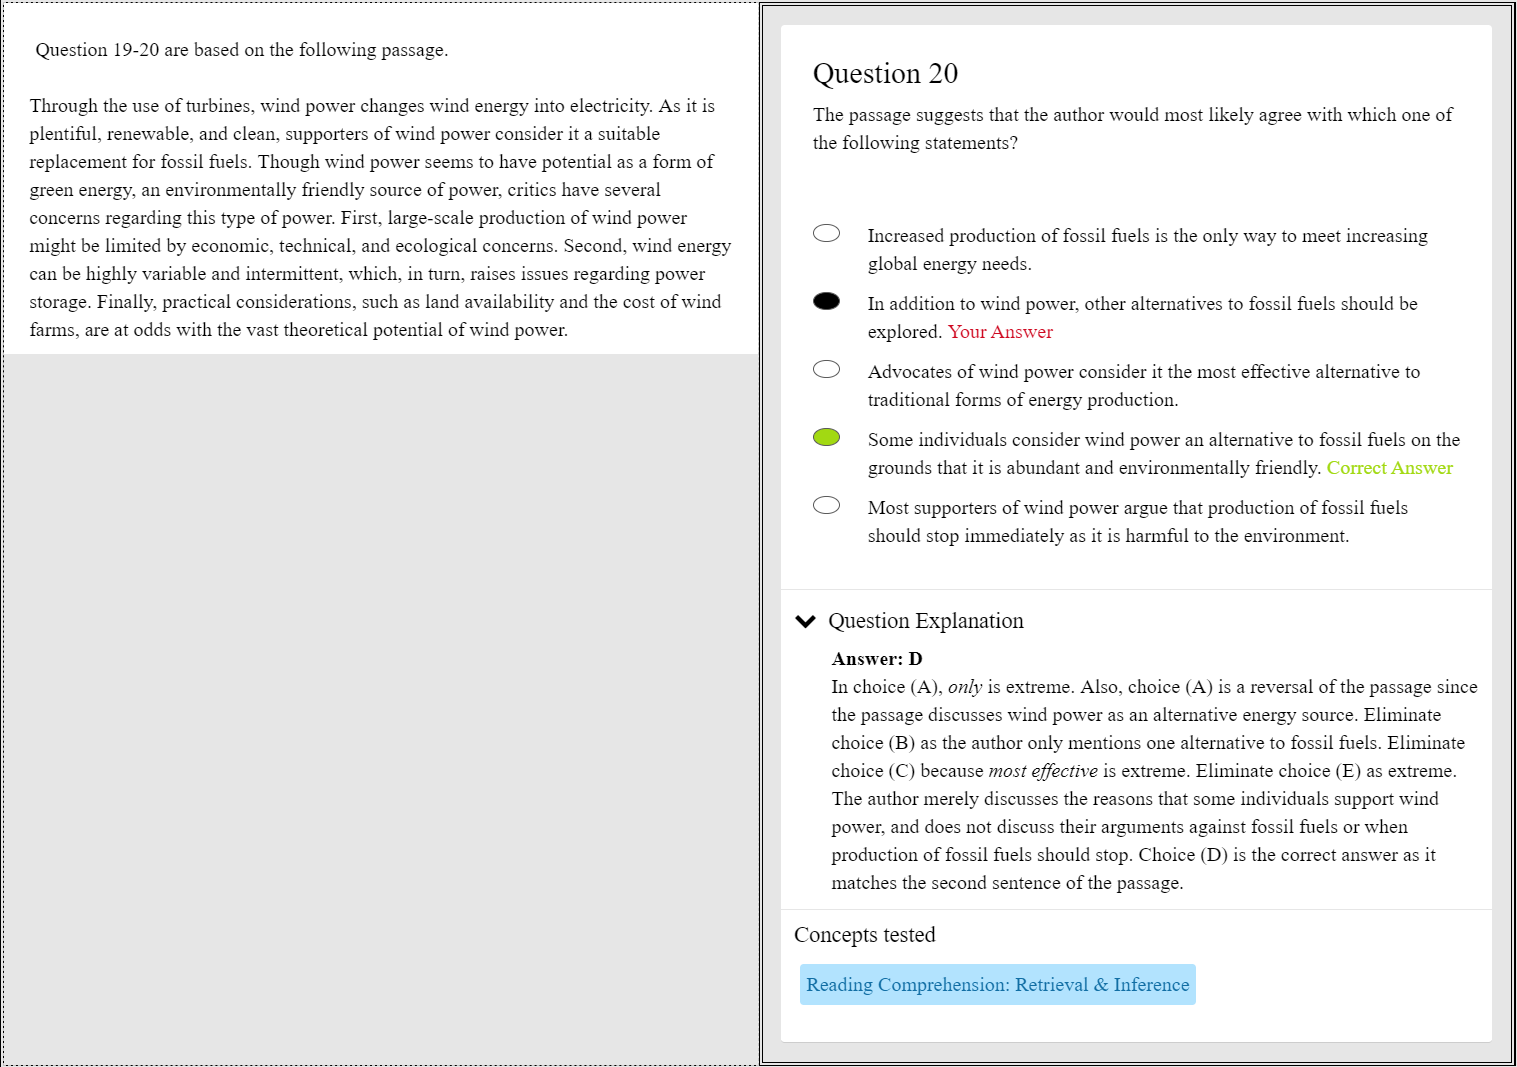 Question 19-20 are based on the following passage.
Through the use of turbines, wind power changes wind energy into electricity. As it is
plentiful, renewable, and clean, supporters of wind power consider it a suitable
replacement for fossil fuels. Though wind power seems to have potential as a form of
green energy, an environmentally friendly source of power, critics have several
concerns regarding this type of power. First, large-scale production of wind power
might be limited by economic, technical, and ecological concerns. Second, wind energy
can be highly variable and intermittent, which, in turn, raises issues regarding power
storage. Finally, practical considerations, such as land availability and the cost of wind
farms, are at odds with the vast theoretical potential of wind power.
Question 20
The passage suggests that the author would most likely agree with which one of
the following statements?
Increased production of fossil fuels is the only way to meet increasing
global energy needs.
In addition to wind power, other alternatives to fossil fuels should be
explored. Your Answer
Advocates of wind power consider it the most effective alternative to
traditional forms of energy production.
Some individuals consider wind power an alternative to fossil fuels on the
grounds that it is abundant and environmentally friendly. Correct Answer
Most supporters of wind power argue that production of fossil fuels
should stop immediately as it is harmful to the environment.
Question Explanation
Answer: D
In choice (A), only is extreme. Also, choice (A) is a reversal of the passage since
the passage discusses wind power as an alternative energy source. Eliminate
choice (B) as the author only mentions one alternative to fossil fuels. Eliminate
choice (C) because most effective is extreme. Eliminate choice (E) as extreme.
The author merely discusses the reasons that some individuals support wind
power, and does not discuss their arguments against fossil fuels or when
production of fossil fuels should stop. Choice (D) is the correct answer as it
matches the second sentence of the passage.
Concepts tested
Reading Comprehension: Retrieval & Inference